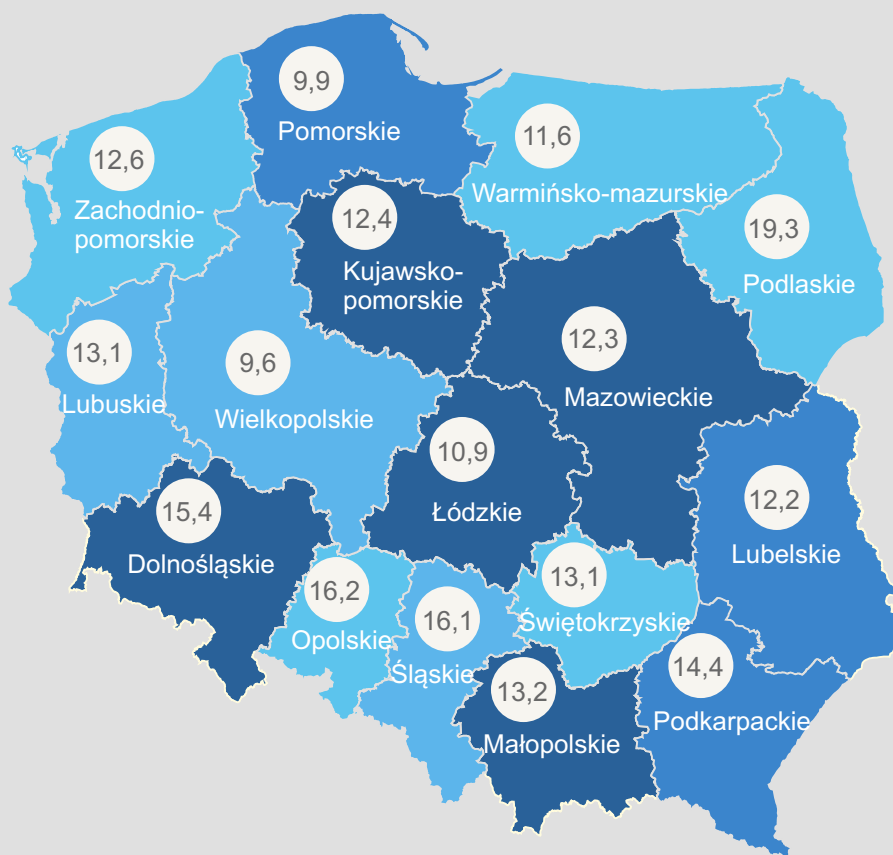 9,9
Pomorskie
11,6
Warmińsko-mazurskie
12,6
Zachodnio-
pomorskie
12,4
Kujawsko-
pomorskie
19,3
Podlaskie
13,1
Lubuskie
9,6
Wielkopolskie
12,3
Mazowieckie
10,9
Łódzkie
15,4
Dolnośląskie
12,2
Lubelskie
16,2
Opolskie
16,1
Śląskie
13,1
Świętokrzyskie
13,2
Małopolskie
14,4
Podkarpackie